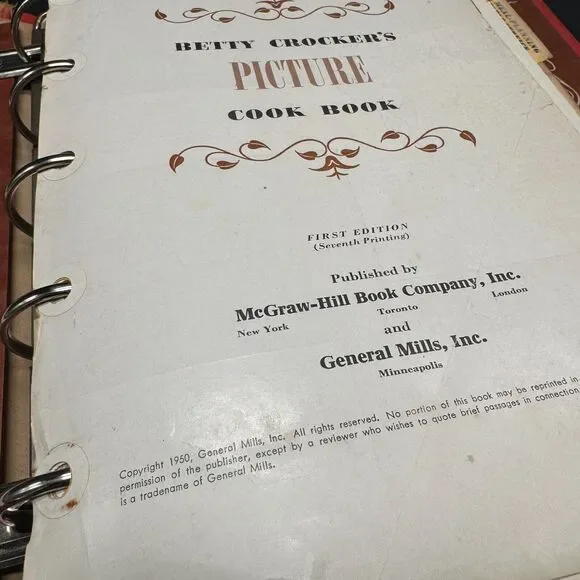 BETTY CROCKER'S
PICTURE
COOK BOOK
FIRST EDITION
(Seventh Printing)
Published by
McGraw-Hill Book Company, Inc.
New York Toronto London
and
General Mills, Inc.
Minneapolis
Copyright 1950, General Mills, Inc. All rights reserved. No portion of this book may be reprinted in
permission of the publisher, except by a reviewer who wishes to quote brief passages in connection
is a tradename of General Mills.
MEAL-PLANNING